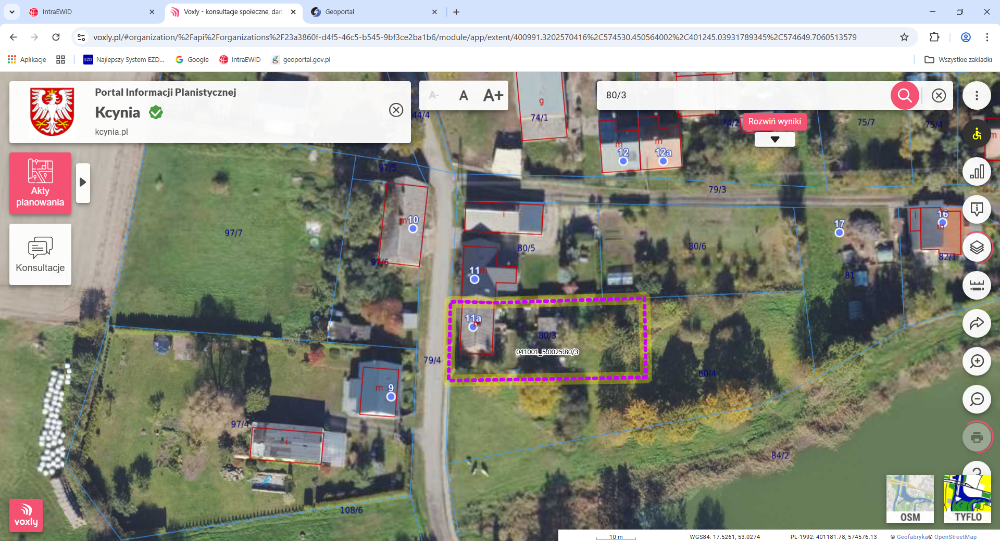 IntraEWID
Voxly - konsultacje społeczne, dan
Geoportal
voxly.pl/#organization/%2Fapi%2Forganizations%2F23a3860f-d4f5-46c5-b545-9bf3ce2ba1b6/module/app/extent/400991.3202570416%2C574530.450564002%2C401245.03931789345%2C574649.7060513579
Aplikacje
EZD
Najlepszy System EZD...
Google
IntraEWID
geoportal.gov.pl
Wszystkie zakładki
Portal Informacji Planistycznej
Kcynia
kcynia.pl
A-
A
A+
80/3
Rozwiń wyniki
Akty
planowania
Konsultacje
44/4
g
74/1
74/2
75/7
75/4
m
m
m
12
12a
97/5
79/3
i
m
10
97/7
97/6
80/5
80/6
17
i
16
m
82/1
11
m
81
11a
M
80/3
041001_5.0025.80/3
79/4
80/4
m
9
97/4
i
84/2
108/6
voxly
OSM
TYFLO
10 m
WGS84: 17.5261, 53.0274
PL-1992: 401181.78, 574576.13
© Geofabryka© OpenStreetMap